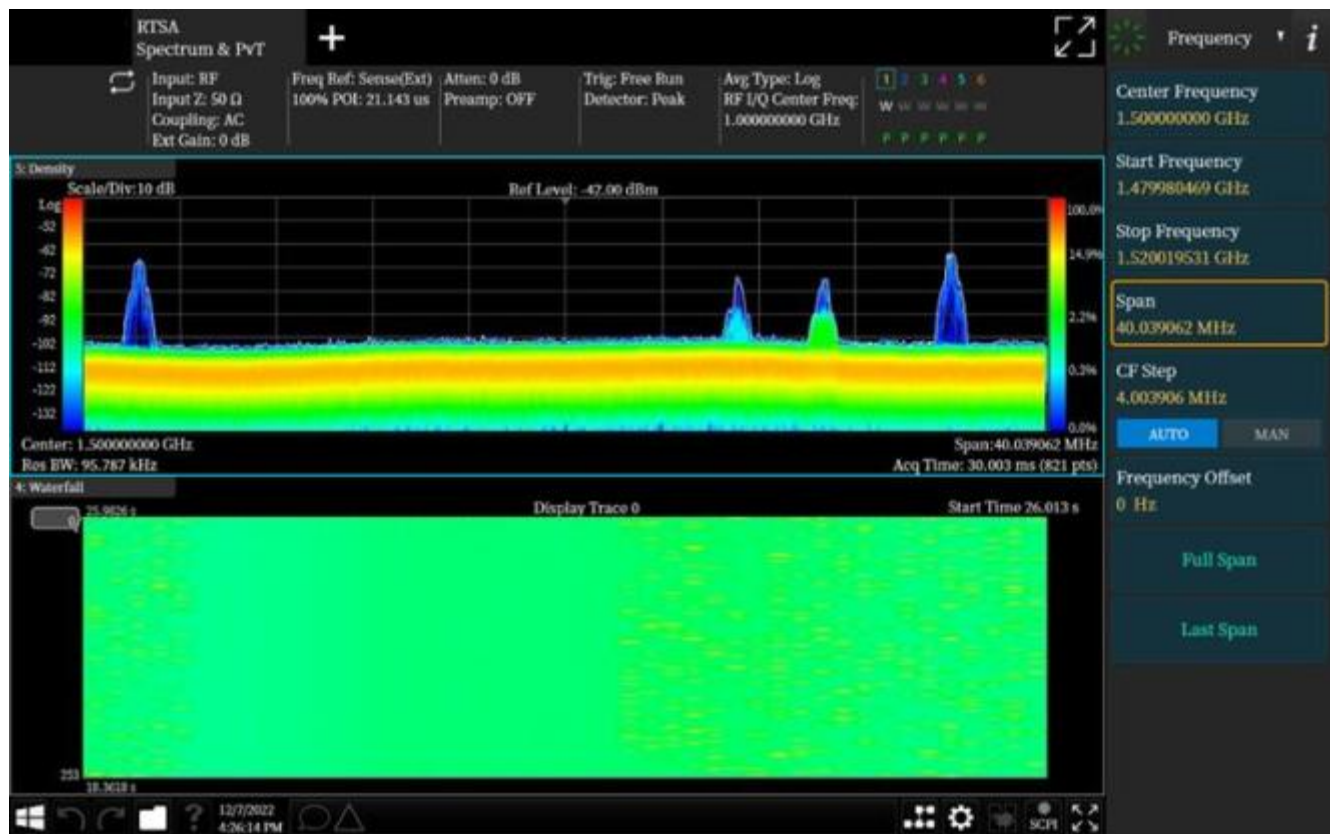 RTSA
Spectrum & PvT
+
Frequency
i
Input: RF
Input Z: 50 Ω
Coupling: AC
Ext Gain: 0 dB
Freq Ref: Sense(Ext)
100% POI: 21.143 us
Atten: 0 dB
Preamp: OFF
Trig: Free Run
Detector: Peak
Avg Type: Log
RF I/Q Center Freq:
1.000000000 GHz
1 2 3 4 5 6
W W W W W W
P P P P P P
3: Density
Scale/Div:10 dB
Ref Level: -42.00 dBm
Log
-52
-62
-72
-82
-92
-102
-112
-122
-132
100.0%
14.9%
2.2%
0.3%
0.0%
Center: 1.500000000 GHz
Span:40.039062 MHz
Res BW: 95.787 kHz
Acq Time: 30.003 ms (821 pts)
4: Waterfall
0
25.9826 s
Display Trace 0
Start Time 26.013 s
253
18.3618 s
Center Frequency
1.500000000 GHz
Start Frequency
1.479980469 GHz
Stop Frequency
1.520019531 GHz
Span
40.039062 MHz
CF Step
4.003906 MHz
AUTO
MAN
Frequency Offset
0 Hz
Full Span
Last Span
?
12/7/2022
4:26:14 PM
SCPI